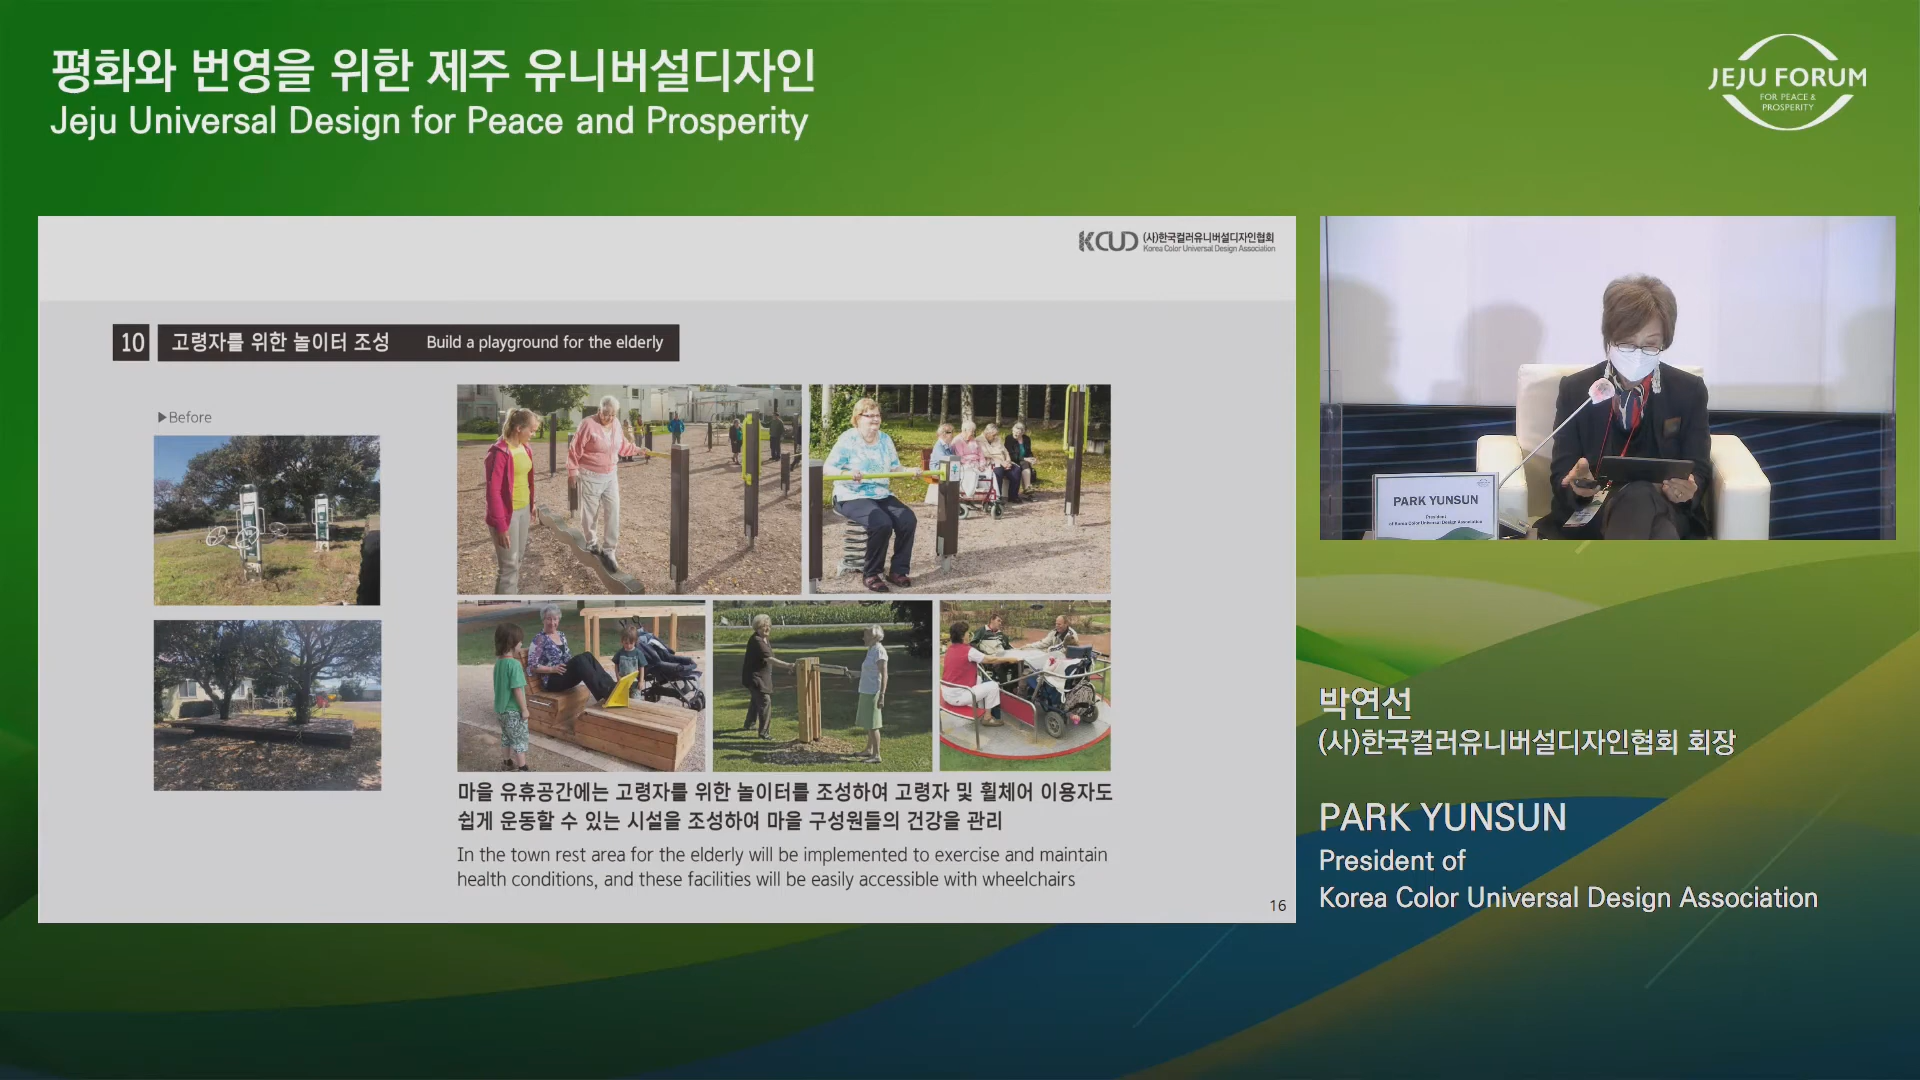 평화와 번영을 위한 제주 유니버설디자인
Jeju Universal Design for Peace and Prosperity
JEJU FORUM
FOR PEACE &
PROSPERITY
KCUD (사)한국컬러유니버설디자인협회
Korea Color Universal Design Association
10 고령자를 위한 놀이터 조성 Build a playground for the elderly
▶Before
마을 유휴공간에는 고령자를 위한 놀이터를 조성하여 고령자 및 휠체어 이용자도
쉽게 운동할 수 있는 시설을 조성하여 마을 구성원들의 건강을 관리
In the town rest area for the elderly will be implemented to exercise and maintain
health conditions, and these facilities will be easily accessible with wheelchairs
16
PARK YUNSUN
President
of Korea Color Universal Design Association
박연선
(사)한국컬러유니버설디자인협회 회장
PARK YUNSUN
President of
Korea Color Universal Design Association